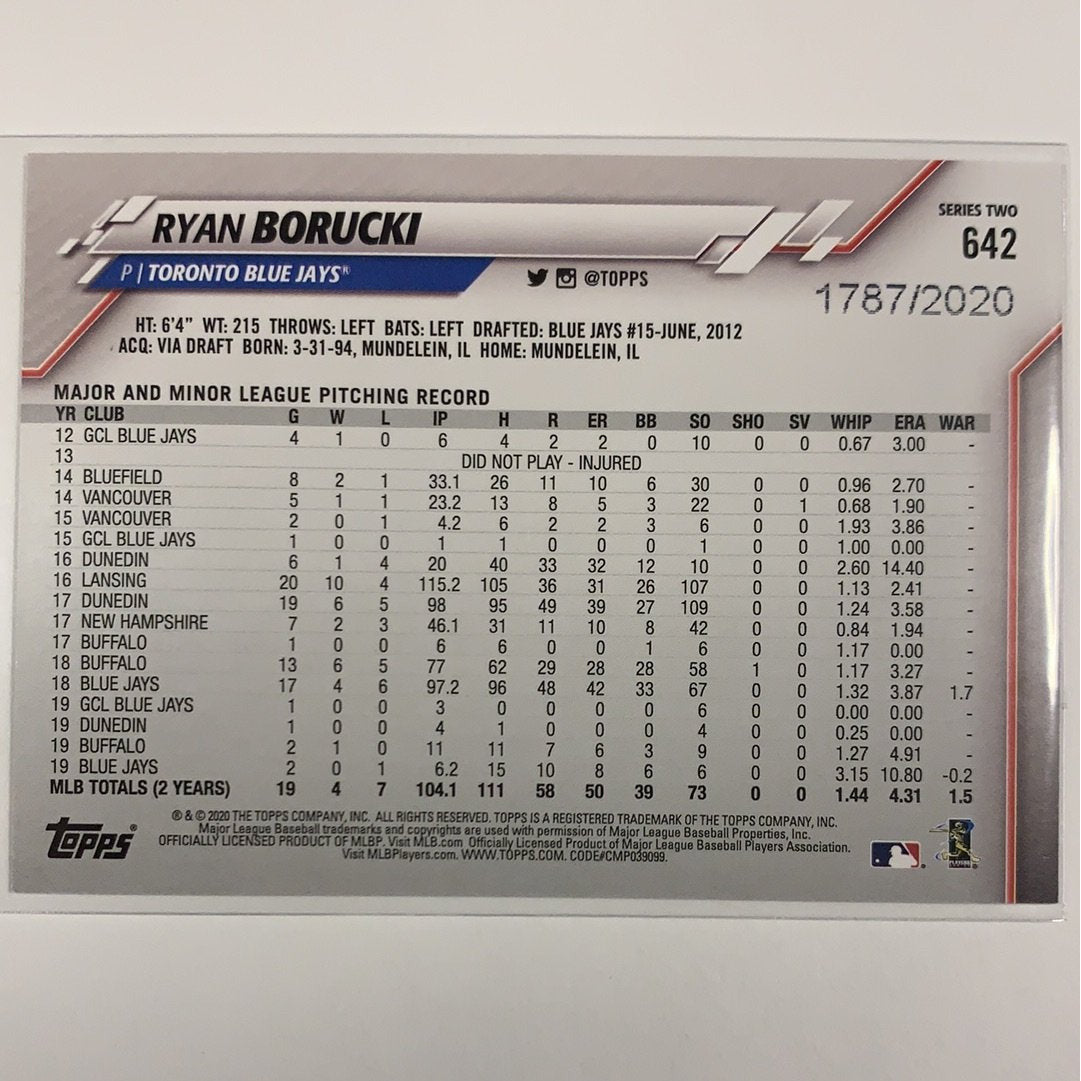 RYAN BORUCKI
SERIES TWO
642
P | TORONTO BLUE JAYS®
@TOPPS
1787/2020
HT: 6'4" WT: 215 THROWS: LEFT BATS: LEFT DRAFTED: BLUE JAYS #15-JUNE, 2012
ACQ: VIA DRAFT BORN: 3-31-94, MUNDELEIN, IL HOME: MUNDELEIN, IL
MAJOR AND MINOR LEAGUE PITCHING RECORD
YR CLUB G W L IP H R ER BB SO SHO SV WHIP ERA WAR
12 GCL BLUE JAYS 4 1 0 6 4 2 2 0 10 0 0 0.67 3.00 -
13 DID NOT PLAY - INJURED
14 BLUEFIELD 8 2 1 33.1 26 11 10 6 30 0 0 0.96 2.70 -
14 VANCOUVER 5 1 1 23.2 13 8 5 3 22 0 1 0.68 1.90 -
15 VANCOUVER 2 0 1 4.2 6 2 2 3 6 0 0 1.93 3.86 -
15 GCL BLUE JAYS 1 0 0 1 1 0 0 0 1 0 0 1.00 0.00 -
16 DUNEDIN 6 1 4 20 40 33 32 12 10 0 0 2.60 14.40 -
16 LANSING 20 10 4 115.2 105 36 31 26 107 0 0 1.13 2.41 -
17 DUNEDIN 19 6 5 98 95 49 39 27 109 0 0 1.24 3.58 -
17 NEW HAMPSHIRE 7 2 3 46.1 31 11 10 8 42 0 0 0.84 1.94 -
17 BUFFALO 1 0 0 6 6 0 0 1 6 0 0 1.17 0.00 -
18 BUFFALO 13 6 5 77 62 29 28 28 58 1 0 1.17 3.27 -
18 BLUE JAYS 17 4 6 97.2 96 48 42 33 67 0 0 1.32 3.87 1.7
19 GCL BLUE JAYS 1 0 0 3 0 0 0 0 6 0 0 0.00 0.00 -
19 DUNEDIN 1 0 0 4 1 0 0 0 4 0 0 0.25 0.00 -
19 BUFFALO 2 1 0 11 11 7 6 3 9 0 0 1.27 4.91 -
19 BLUE JAYS 2 0 1 6.2 15 10 8 6 6 0 0 3.15 10.80 -0.2
MLB TOTALS (2 YEARS) 19 4 7 104.1 111 58 50 39 73 0 0 1.44 4.31 1.5
TOPPS®
® & © 2020 THE TOPPS COMPANY, INC. ALL RIGHTS RESERVED. TOPPS IS A REGISTERED TRADEMARK OF THE TOPPS COMPANY, INC.
Major League Baseball trademarks and copyrights are used with permission of Major League Baseball Properties, Inc.
OFFICIALLY LICENSED PRODUCT OF MLBP. Visit MLB.com Officially Licensed Product of Major League Baseball Players Association.
Visit MLBPlayers.com. WWW.TOPPS.COM. CODE#CMP039099.